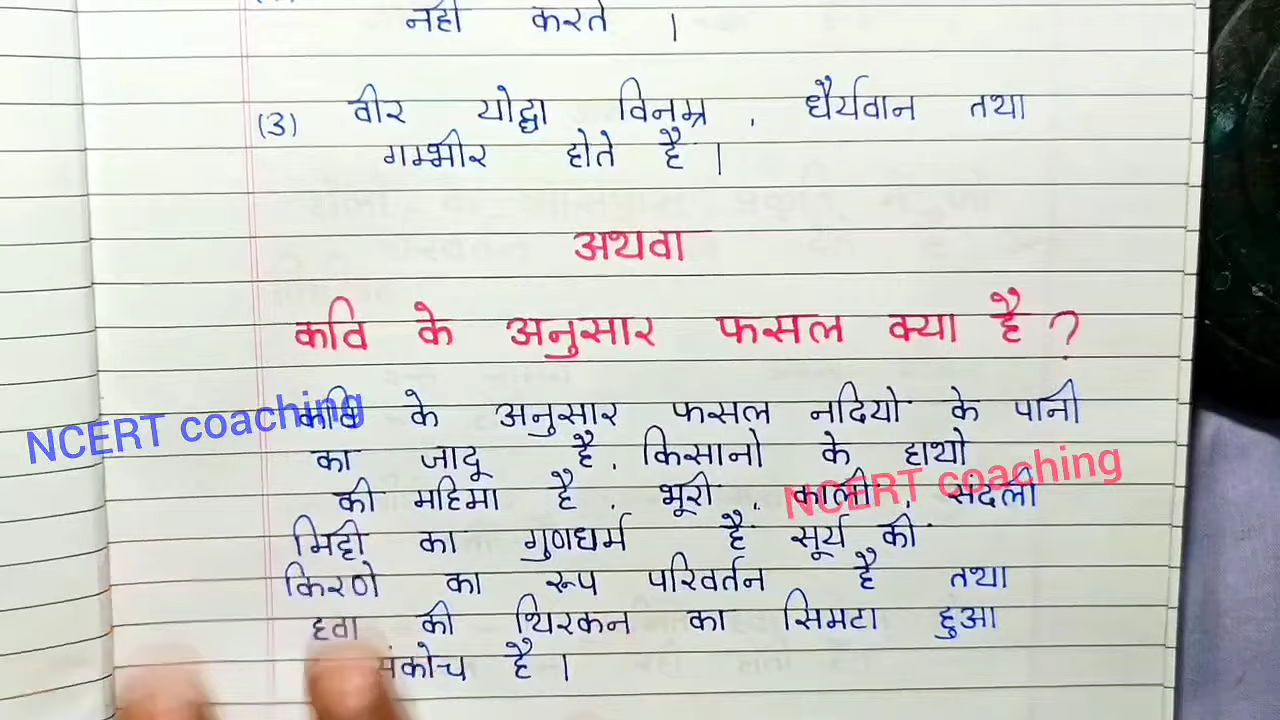 नहीं करते ।
(3) वीर योद्धा विनम्र , धैर्यवान तथा
गम्भीर होते है ।
अथवा
कवि के अनुसार फसल क्या है ?
कवि के अनुसार फसल नदियो के पानी
का जादू है , किसानो के हाथो
की महिमा है , भूरी , काली , संदली
मिट्टी का गुणधर्म है सूर्य की
किरणे का रूप परिवर्तन है तथा
हवा की थिरकन का सिमटा हुआ
संकोच है ।
NCERT coaching
NCERT coaching